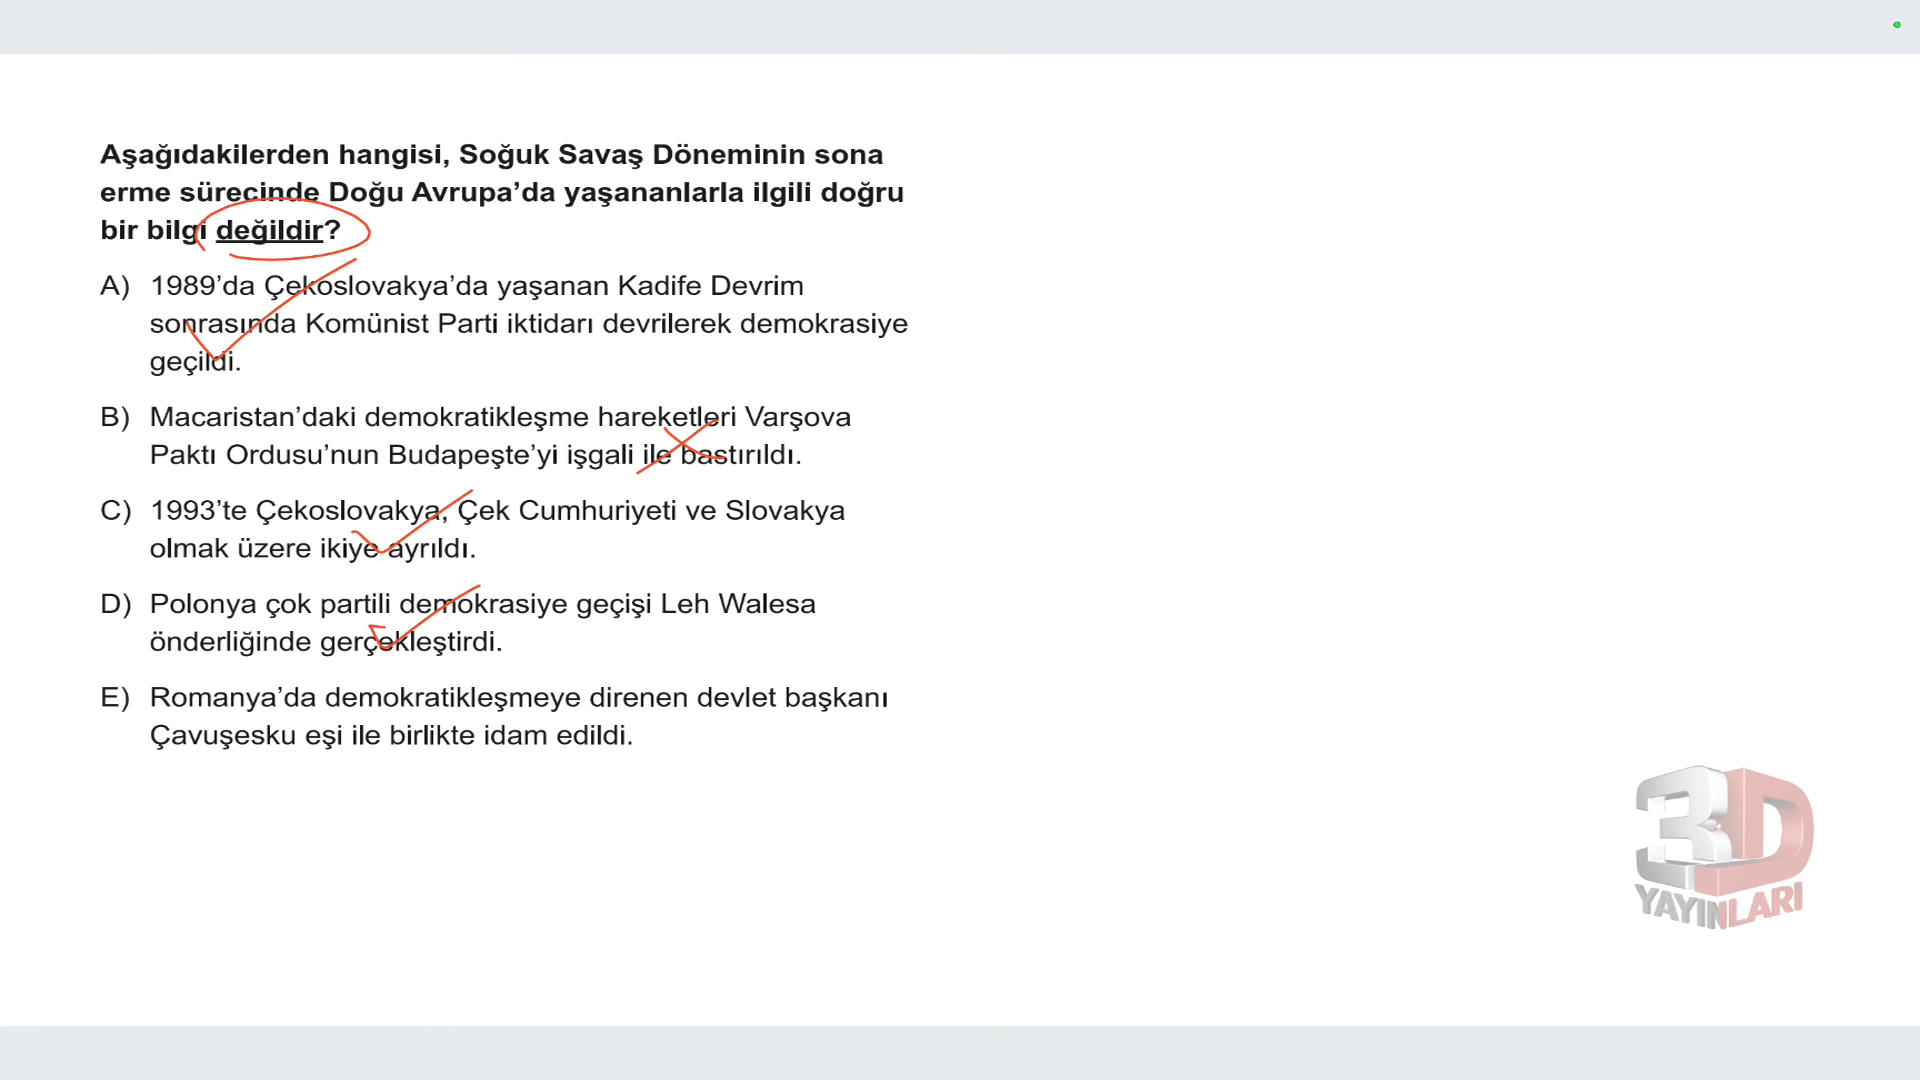 Aşağıdakilerden hangisi, Soğuk Savaş Döneminin sona
erme sürecinde Doğu Avrupa’da yaşananlarla ilgili doğru
bir bilgi değildir?
A) 1989’da Çekoslovakya’da yaşanan Kadife Devrim
sonrasında Komünist Parti iktidarı devrilerek demokrasiye
geçildi.
B) Macaristan’daki demokratikleşme hareketleri Varşova
Paktı Ordusu’nun Budapeşte’yi işgali ile bastırıldı.
C) 1993’te Çekoslovakya, Çek Cumhuriyeti ve Slovakya
olmak üzere ikiye ayrıldı.
D) Polonya çok partili demokrasiye geçişi Leh Walesa
önderliğinde gerçekleştirdi.
E) Romanya’da demokratikleşmeye direnen devlet başkanı
Çavuşesku eşi ile birlikte idam edildi.
3D
YAYINLARI